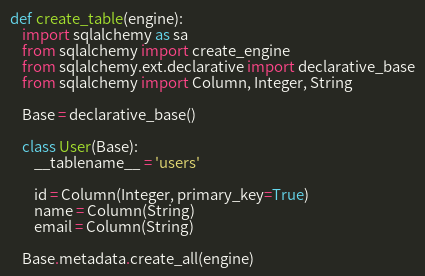 def create_table(engine):
    import sqlalchemy as sa
    from sqlalchemy import create_engine
    from sqlalchemy.ext.declarative import declarative_base
    from sqlalchemy import Column, Integer, String

    Base = declarative_base()

    class User(Base):
        __tablename__ = 'users'

        id = Column(Integer, primary_key=True)
        name = Column(String)
        email = Column(String)

    Base.metadata.create_all(engine)